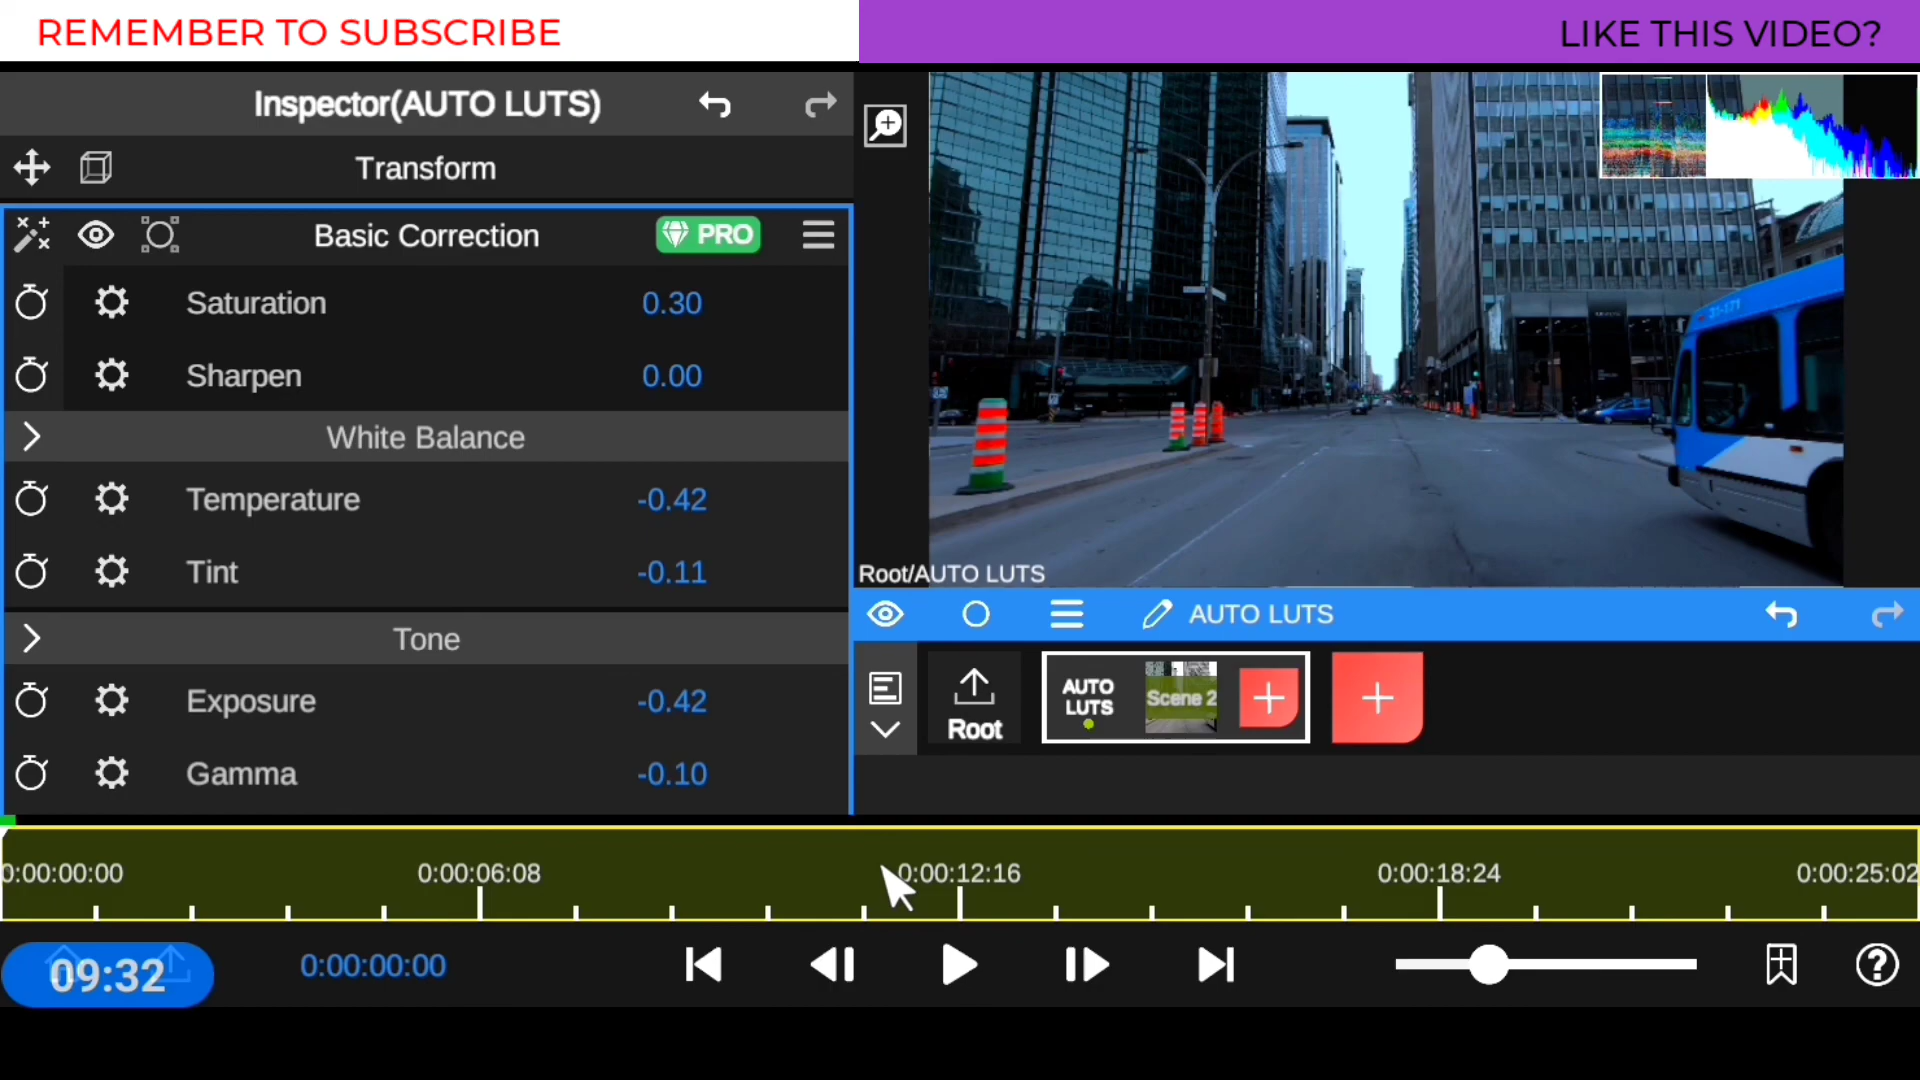 REMEMBER TO SUBSCRIBE
LIKE THIS VIDEO?
Inspector(AUTO LUTS)
Transform
Basic Correction
PRO
Saturation 0.30
Sharpen 0.00
White Balance
Temperature -0.42
Tint -0.11
Tone
Exposure -0.42
Gamma -0.10
31-171
Root/AUTO LUTS
AUTO LUTS
Root
AUTO
LUTS
Scene 2
0:00:00:00 0:00:06:08 0:00:12:16 0:00:18:24 0:00:25:02
09:32
0:00:00:00